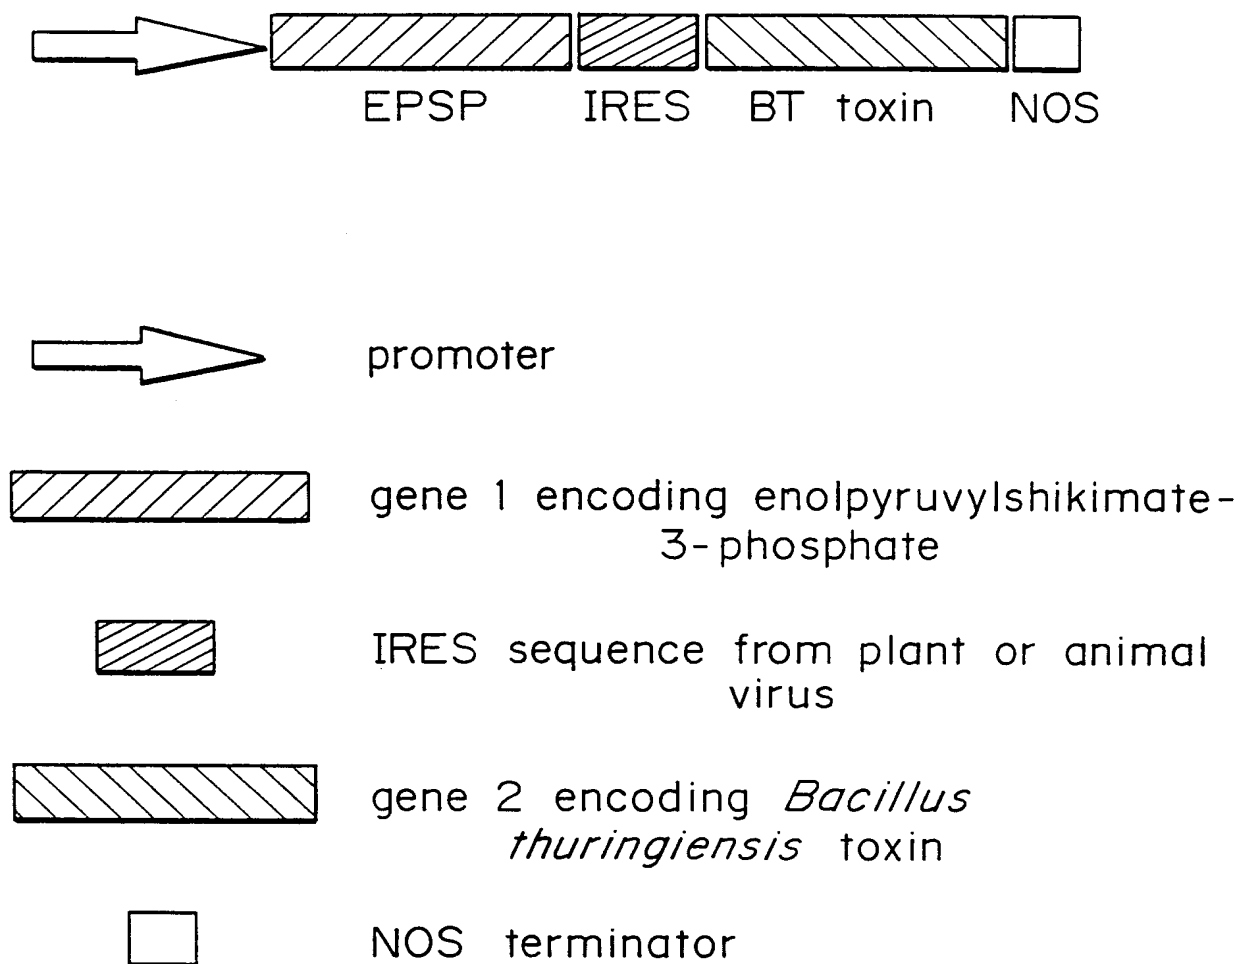 EPSP IRES BT toxin NOS
promoter
gene 1 encoding enolpyruvylshikimate-
3-phosphate
IRES sequence from plant or animal
virus
gene 2 encoding Bacillus
thuringiensis toxin
NOS terminator